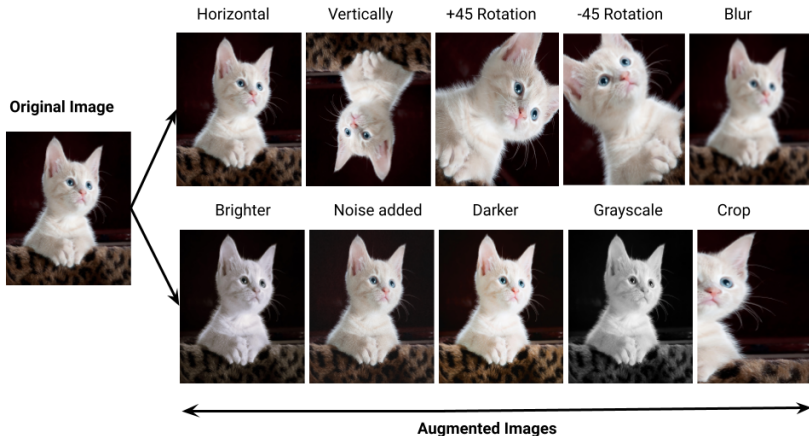 Horizontal
Vertically
+45 Rotation
-45 Rotation
Blur
Original Image
Brighter
Noise added
Darker
Grayscale
Crop
Augmented Images